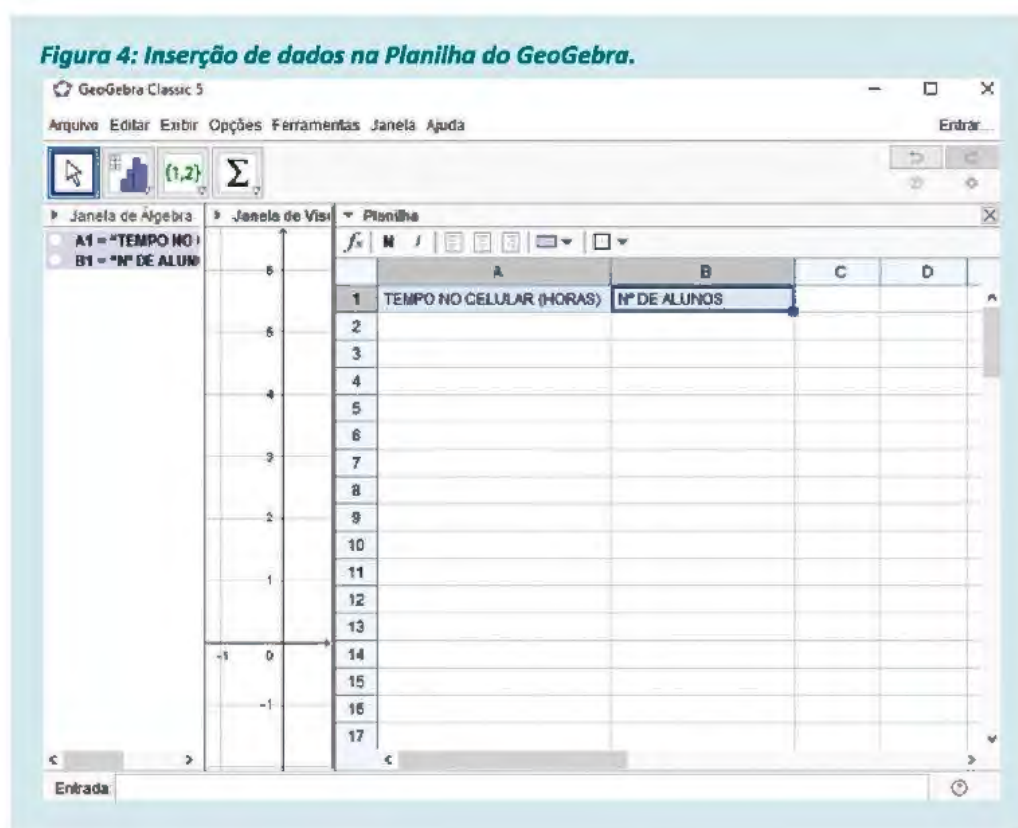 Figura 4: Inserção de dados na Planilha do GeoGebra.
GeoGebra Classic 5
Arquivo Editar Exibir Opções Ferramentas Janela Ajuda
Entrar...
{1,2} Σ
Janela de Álgebra
Janela de Visu
Planilha
A1 = "TEMPO NO
B1 = "Nº DE ALUN
fx N I
A B C D
1 TEMPO NO CELULAR (HORAS) Nº DE ALUNOS
2
3
4
5
6
7
8
9
10
11
12
13
14
15
16
17
6
5
4
3
2
1
-1 0
-1
Entrada: